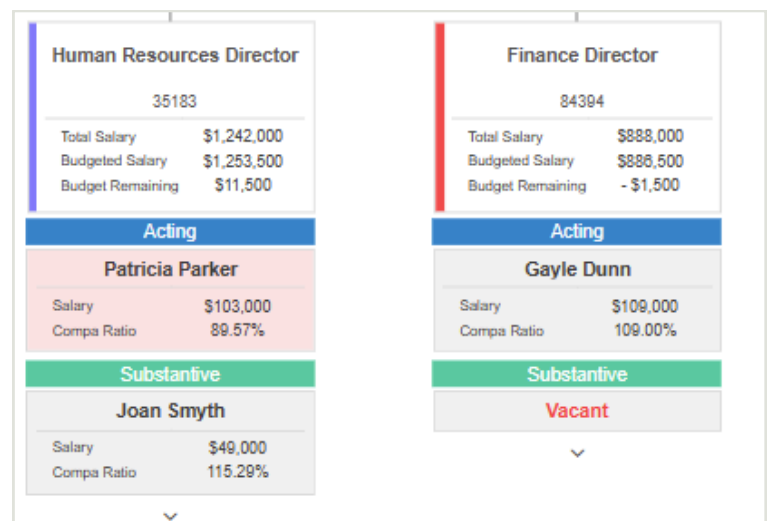 Human Resources Director
35183
Total Salary $1,242,000
Budgeted Salary $1,253,500
Budget Remaining $11,500
Acting
Patricia Parker
Salary $103,000
Compa Ratio 89.57%
Substantive
Joan Smyth
Salary $49,000
Compa Ratio 115.29%
Finance Director
84394
Total Salary $888,000
Budgeted Salary $886,500
Budget Remaining - $1,500
Acting
Gayle Dunn
Salary $109,000
Compa Ratio 109.00%
Substantive
Vacant